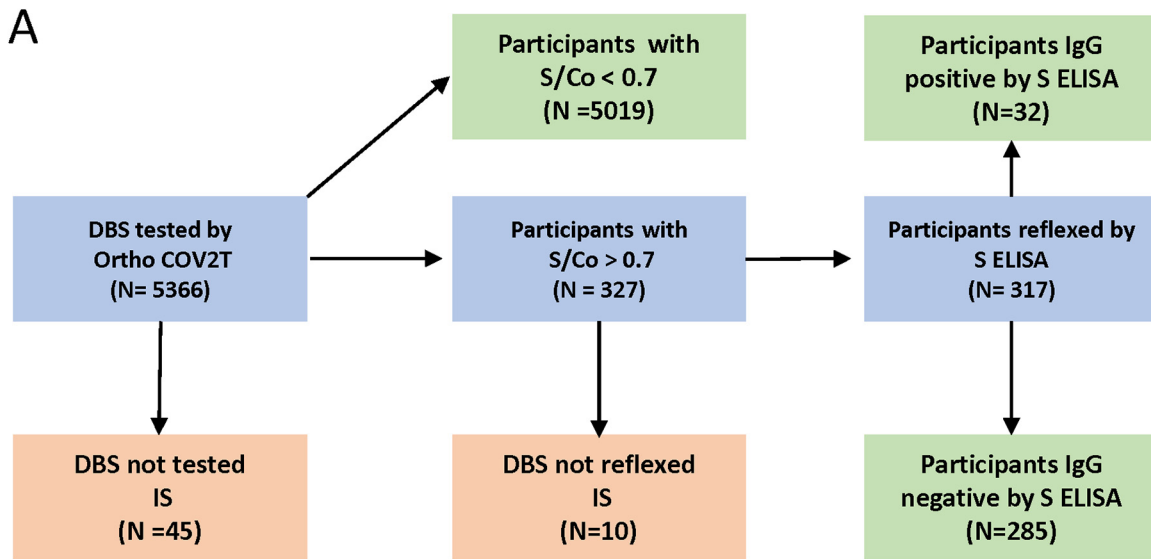 A
Participants with
S/Co < 0.7
(N =5019)
Participants IgG
positive by S ELISA
(N=32)
DBS tested by
Ortho COV2T
(N= 5366)
Participants with
S/Co > 0.7
(N = 327)
Participants reflexed by
S ELISA
(N= 317)
DBS not tested
IS
(N =45)
DBS not reflexed
IS
(N=10)
Participants IgG
negative by S ELISA
(N=285)